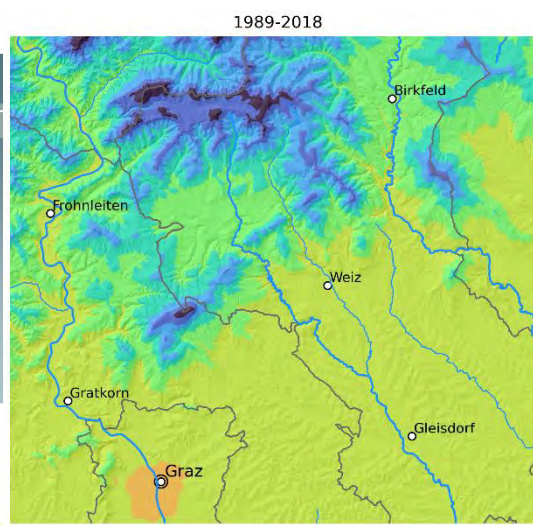 1989-2018
Birkfeld
Frohnleiten
Weiz
Gratkorn
Gleisdorf
Graz